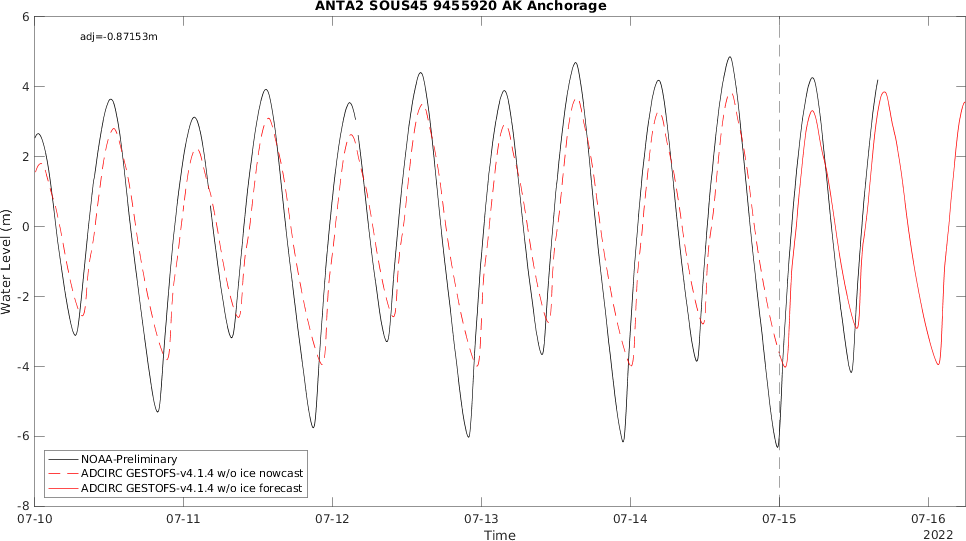 ANTA2 SOUS45 9455920 AK Anchorage
adj=-0.87153m
6
4
2
0
-2
-4
-6
-8
Water Level (m)
NOAA-Preliminary
ADCIRC GESTOFS-v4.1.4 w/o ice nowcast
ADCIRC GESTOFS-v4.1.4 w/o ice forecast
07-10 07-11 07-12 07-13 07-14 07-15 07-16
Time
2022